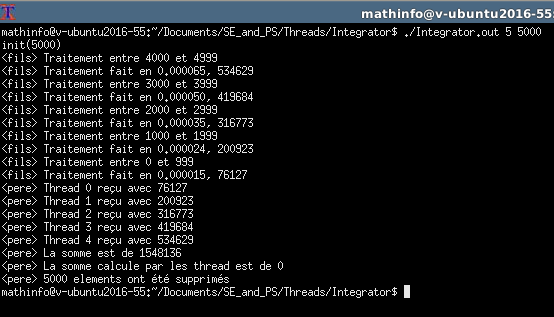 mathinfo@v-ubuntu2016-55:
mathinfo@v-ubuntu2016-55:~/Documents/SE_and_PS/Threads/Integrator$ ./Integrator.out 5 5000
init(5000)
<fils> Traitement entre 4000 et 4999
<fils> Traitement fait en 0.000065, 534629
<fils> Traitement entre 3000 et 3999
<fils> Traitement fait en 0.000050, 419684
<fils> Traitement entre 2000 et 2999
<fils> Traitement fait en 0.000035, 316773
<fils> Traitement entre 1000 et 1999
<fils> Traitement fait en 0.000024, 200923
<fils> Traitement entre 0 et 999
<fils> Traitement fait en 0.000015, 76127
<pere> Thread 0 reçu avec 76127
<pere> Thread 1 reçu avec 200923
<pere> Thread 2 reçu avec 316773
<pere> Thread 3 reçu avec 419684
<pere> Thread 4 reçu avec 534629
<pere> La somme est de 1548136
<pere> La somme calcule par les thread est de 0
<pere> 5000 elements ont été supprimés
mathinfo@v-ubuntu2016-55:~/Documents/SE_and_PS/Threads/Integrator$